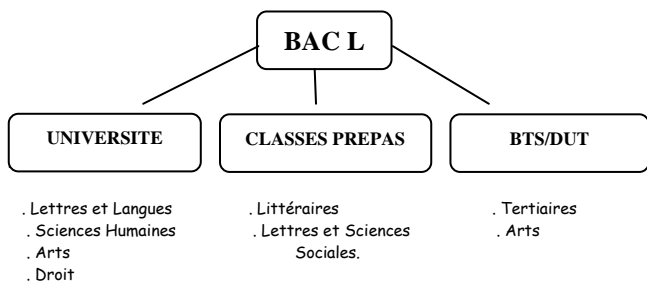 BAC L
UNIVERSITE
CLASSES PREPAS
BTS/DUT
. Lettres et Langues
. Sciences Humaines
. Arts
. Droit
. Littéraires
. Lettres et Sciences
Sociales.
. Tertiaires
. Arts